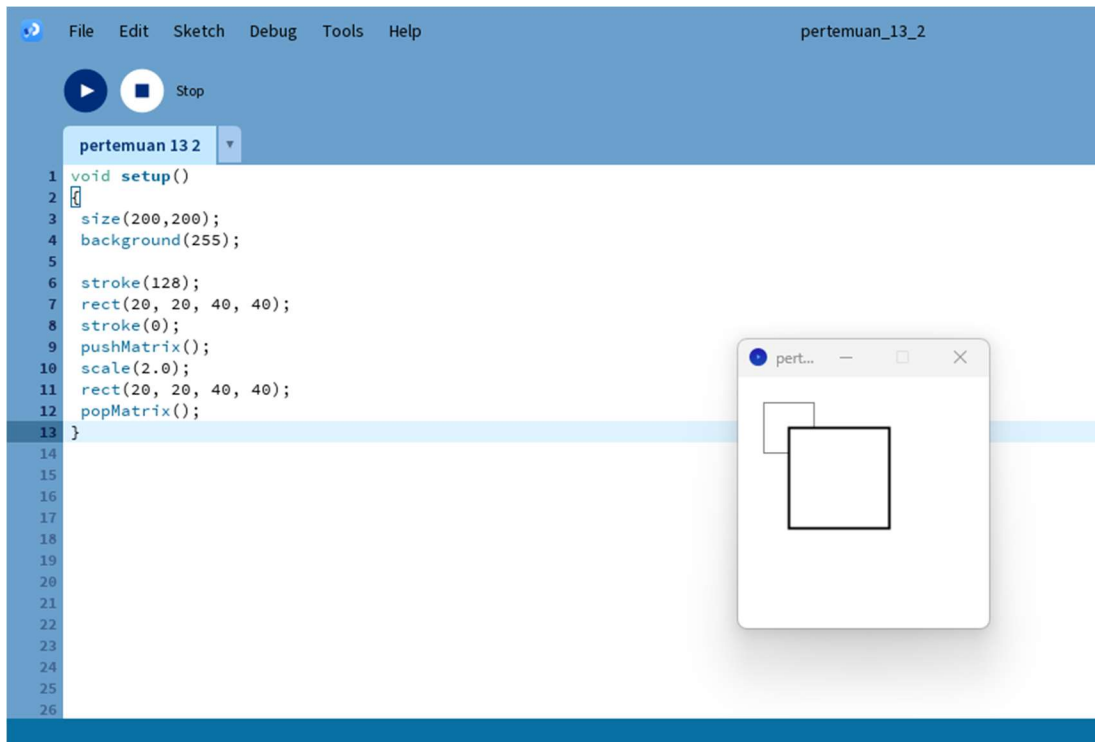 File Edit Sketch Debug Tools Help pertemuan_13_2
Stop
pertemuan 13 2
1 void setup()
2 {
3 size(200,200);
4 background(255);
5
6 stroke(128);
7 rect(20, 20, 40, 40);
8 stroke(0);
9 pushMatrix();
10 scale(2.0);
11 rect(20, 20, 40, 40);
12 popMatrix();
13 }
14
15
16
17
18
19
20
21
22
23
24
25
26
pert...